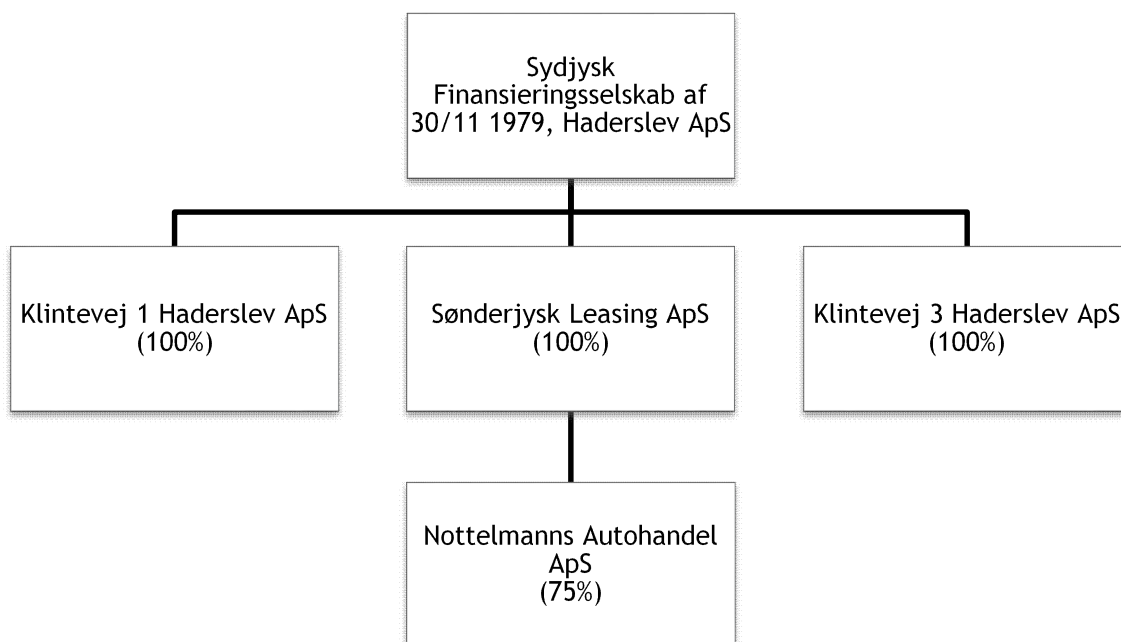 Sydjysk
Finansieringsselskab af
30/11 1979, Haderslev ApS
Klintevej 1 Haderslev ApS
(100%)
Sønderjysk Leasing ApS
(100%)
Klintevej 3 Haderslev ApS
(100%)
Nottelmanns Autohandel
ApS
(75%)